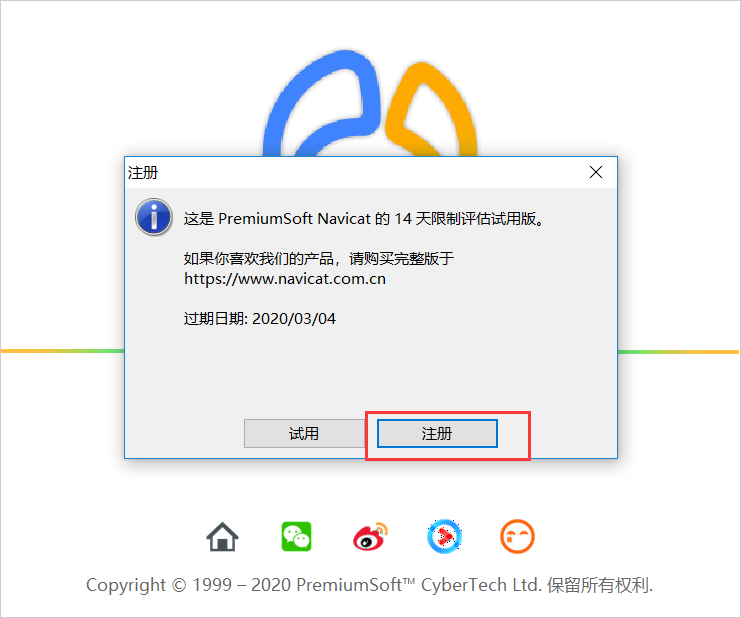 注册
这是 PremiumSoft Navicat 的 14 天限制评估试用版。
如果你喜欢我们的产品，请购买完整版于
https://www.navicat.com.cn
过期日期: 2020/03/04
试用
注册
Copyright © 1999 – 2020 PremiumSoft™ CyberTech Ltd. 保留所有权利.